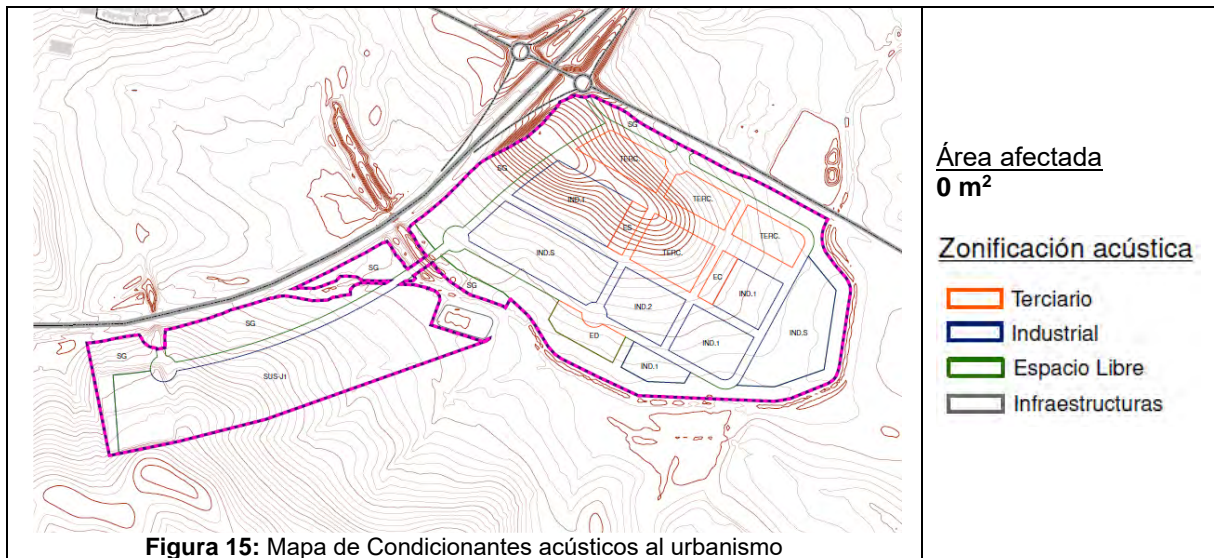 SG
TERC.
SG
IND.1
TERC.
ES
TERC.
IND.S
TERC.
EC
SG
SG
IND.1
IND.2
IND.S
SG
ED
IND.1
SG
IND.1
SUS-J1
Área afectada
0 m²
Zonificación acústica
Terciario
Industrial
Espacio Libre
Infraestructuras
Figura 15: Mapa de Condicionantes acústicos al urbanismo